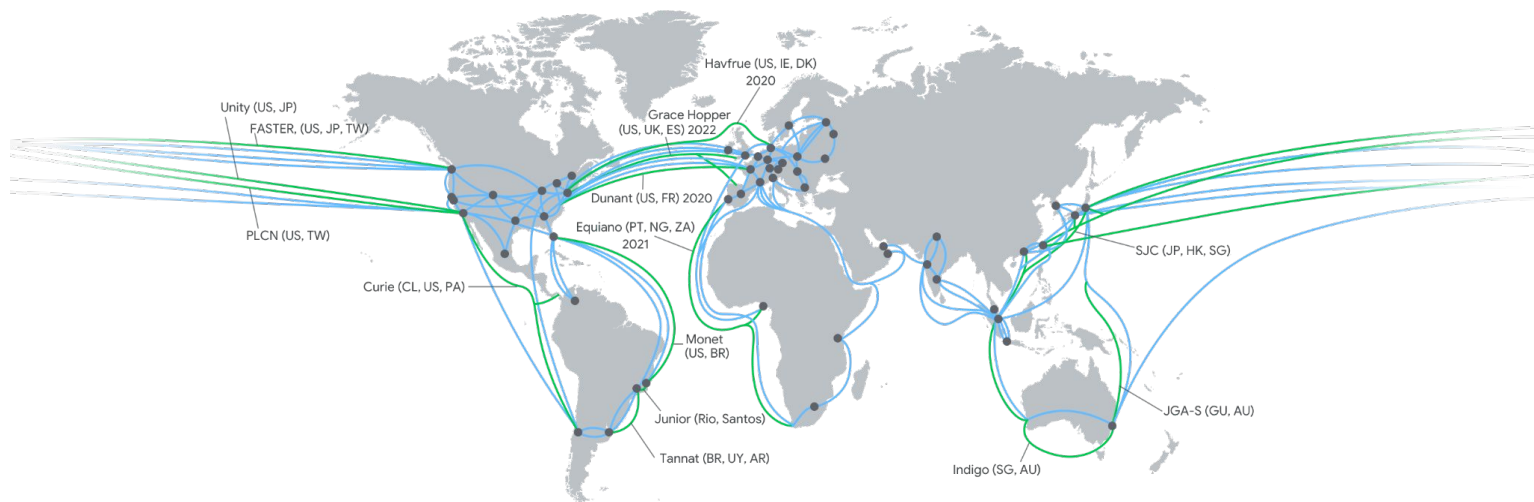 Havfrue (US, IE, DK)
2020
Unity (US, JP)
Grace Hopper
(US, UK, ES) 2022
FASTER, (US, JP, TW)
Dunant (US, FR) 2020
Equiano (PT, NG, ZA)
2021
PLCN (US, TW)
SJC (JP, HK, SG)
Curie (CL, US, PA)
Monet
(US, BR)
JGA-S (GU, AU)
Junior (Rio, Santos)
Tannat (BR, UY, AR)
Indigo (SG, AU)